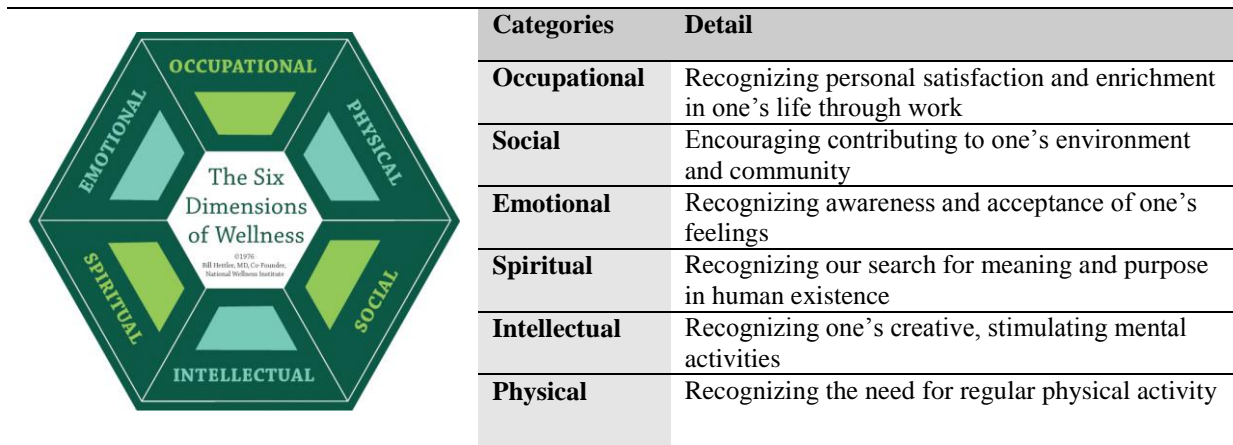 OCCUPATIONAL
PHYSICAL
EMOTIONAL
The Six
Dimensions
of Wellness
©1976
Bill Hettler, MD, Co-Founder,
National Wellness Institute
SPIRITUAL
SOCIAL
INTELLECTUAL
Categories Detail
Occupational Recognizing personal satisfaction and enrichment
in one’s life through work
Social Encouraging contributing to one’s environment
and community
Emotional Recognizing awareness and acceptance of one’s
feelings
Spiritual Recognizing our search for meaning and purpose
in human existence
Intellectual Recognizing one’s creative, stimulating mental
activities
Physical Recognizing the need for regular physical activity